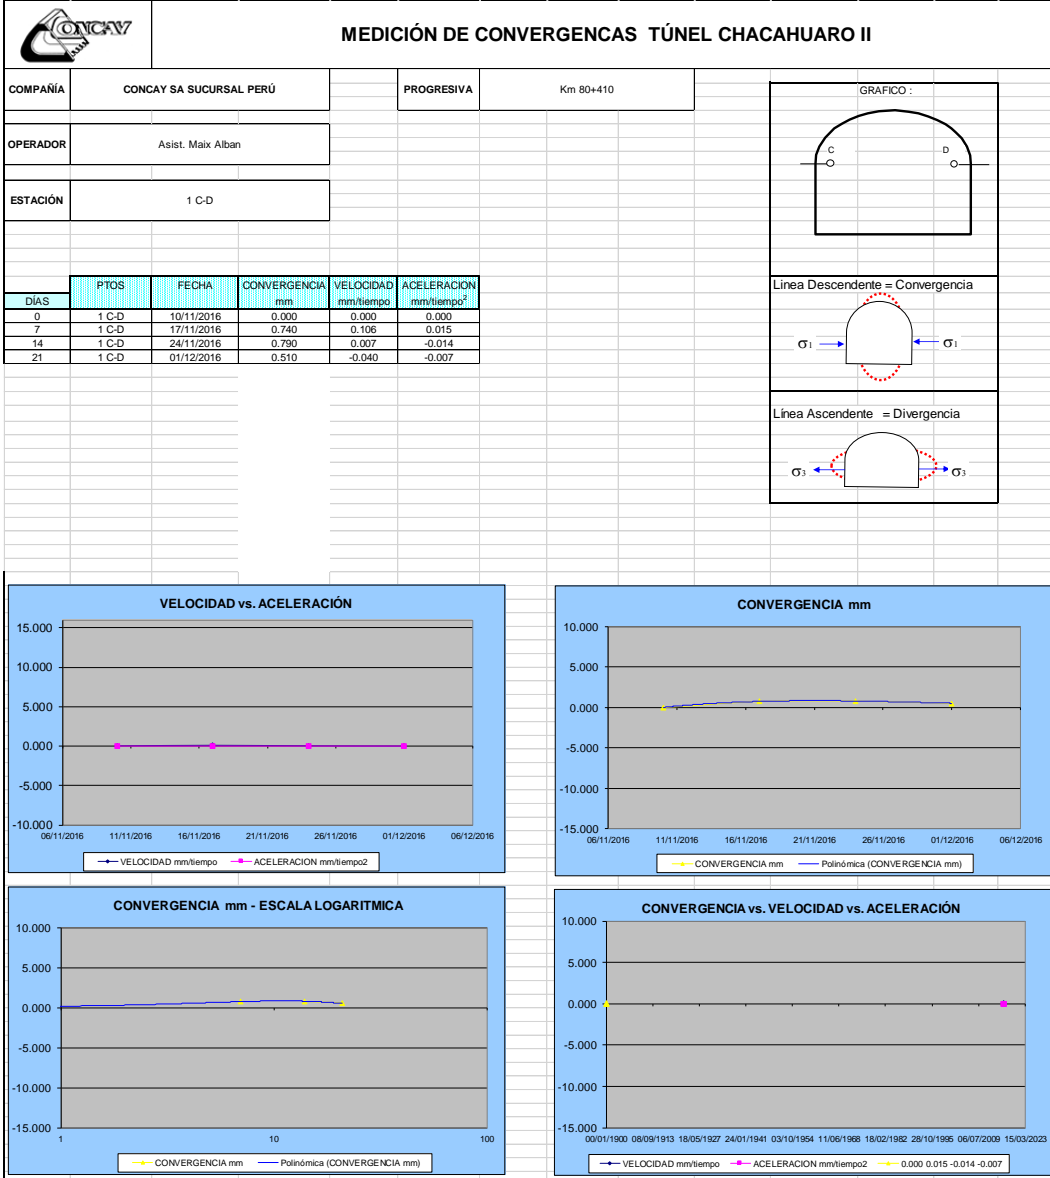 CONCAY
MEDICIÓN DE CONVERGENCAS TÚNEL CHACAHUARO II
COMPAÑÍA CONCAY SA SUCURSAL PERÚ PROGRESIVA Km 80+410
OPERADOR Asist. Maix Alban
ESTACIÓN 1 C-D
GRAFICO :
C D
PTOS FECHA CONVERGENCIA VELOCIDAD ACELERACION
DÍAS mm mm/tiempo mm/tiempo²
0 1 C-D 10/11/2016 0.000 0.000 0.000
7 1 C-D 17/11/2016 0.740 0.106 0.015
14 1 C-D 24/11/2016 0.790 0.007 -0.014
21 1 C-D 01/12/2016 0.510 -0.040 -0.007
Linea Descendente = Convergencia
σ1 σ1
Línea Ascendente = Divergencia
σ3 σ3
VELOCIDAD vs. ACELERACIÓN
15.000
10.000
5.000
0.000
-5.000
-10.000
06/11/2016 11/11/2016 16/11/2016 21/11/2016 26/11/2016 01/12/2016 06/12/2016
VELOCIDAD mm/tiempo ACELERACION mm/tiempo2
CONVERGENCIA mm
10.000
5.000
0.000
-5.000
-10.000
-15.000
06/11/2016 11/11/2016 16/11/2016 21/11/2016 26/11/2016 01/12/2016 06/12/2016
CONVERGENCIA mm Polinómica (CONVERGENCIA mm)
CONVERGENCIA mm - ESCALA LOGARITMICA
10.000
5.000
0.000
-5.000
-10.000
-15.000
1 10 100
CONVERGENCIA mm Polinómica (CONVERGENCIA mm)
CONVERGENCIA vs. VELOCIDAD vs. ACELERACIÓN
10.000
5.000
0.000
-5.000
-10.000
-15.000
00/01/1900 08/09/1913 18/05/1927 24/01/1941 03/10/1954 11/06/1968 18/02/1982 28/10/1995 06/07/2009 15/03/2023
VELOCIDAD mm/tiempo ACELERACION mm/tiempo2 0.000 0.015 -0.014 -0.007